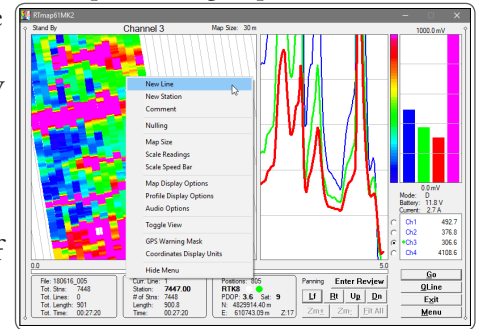 RTmap61MK2
Stand By Channel 3 Map Size: 30 m 1000.0 mV
New Line
New Station
Comment
Nulling
Map Size
Scale Readings
Scale Speed Bar
Map Display Options
Profile Display Options
Audio Options
Toggle View
GPS Warning Mask
Coordinates Display Units
Hide Menu
0.0 mV
Mode: D
Battery: 11.8 V
Current: 2.7 A
Ch1 492.7
Ch2 376.8
Ch3 306.6
Ch4 4108.6
0.0 5.0
File: 180616_005
Tot. Stns: 7448
Tot. Lines: 0
Tot. Length: 901
Tot. Time: 00:27:20
Curr. Line: 1
Station: 7447.00
# of Stns: 7448
Length: 900.8
Time: 00:27:20
Positions: 805
RTK8
PDOP: 3.6 Sat: 9
N: 4829914.40 m
E: 610743.09 m Z:17
Panning Enter Review
Lf Rt Up Dn
Zm+ Zm- Fit All
Go
QLine
Exit
Menu